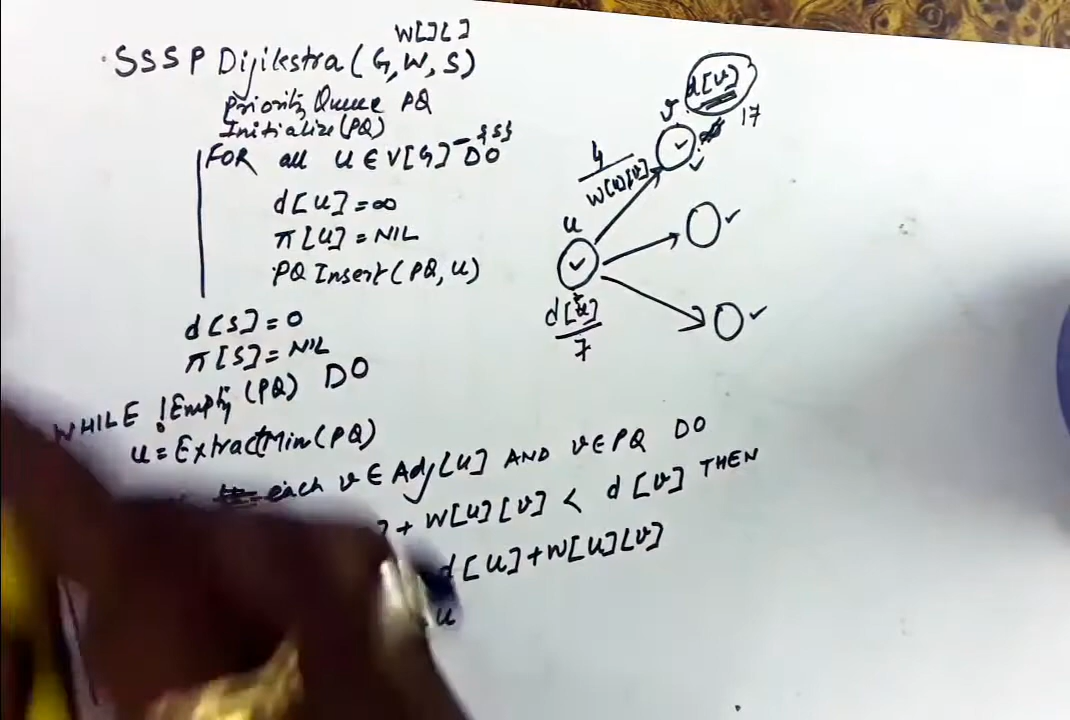 W[][]
SSSP Dijikstra(G,W,S)
Priority Queue PQ
Initialize(PQ)
FOR all u ∈ V[G] - {S} DO
d[u]=∞
π[u]=NIL
PQ Insert(PQ,u)
d[S]=0
π[S]=NIL
WHILE !Empty(PQ) DO
u=ExtractMin(PQ)
each v ∈ Adj[u] AND v∈PQ DO
] + W[u][v] < d[v] THEN
d[u]+W[u][v]
u
d[v]
v
17
4
W[u][v]
u
d[u]
7